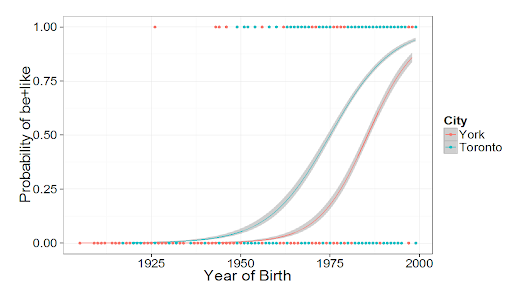 1.00
0.75
0.50
0.25
0.00
Probability of be+like
1925
1950
1975
2000
Year of Birth
City
York
Toronto